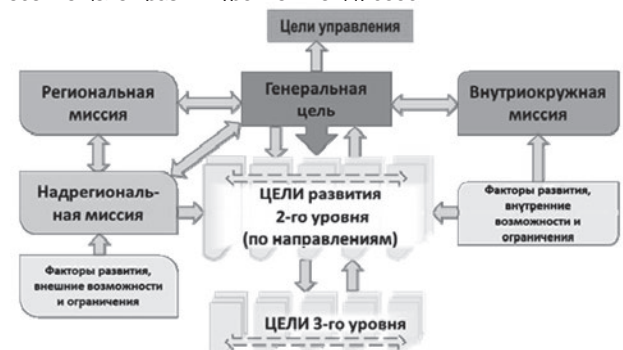 Цели управления
Региональная
миссия
Генеральная
цель
Внутриокружная
миссия
Надрегиональ-
ная миссия
ЦЕЛИ развития
2-го уровня
(по направлениям)
Факторы развития,
внутренние
возможности и
ограничения
Факторы развития,
внешние возможности
и ограничения
ЦЕЛИ 3-го уровня